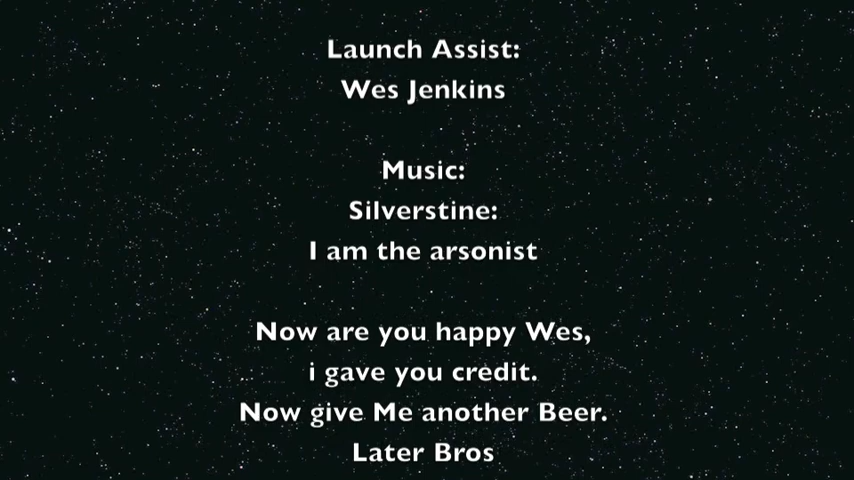 Launch Assist:
Wes Jenkins
Music:
Silverstine:
I am the arsonist
Now are you happy Wes,
i gave you credit.
Now give Me another Beer.
Later Bros